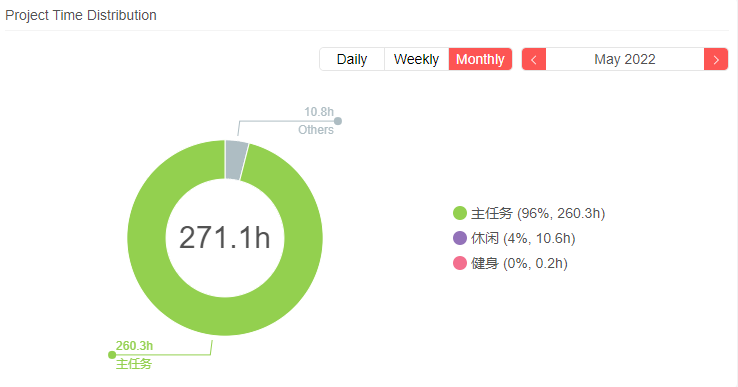 Project Time Distribution
Daily Weekly Monthly < May 2022 >
10.8h
Others
271.1h
主任务 (96%, 260.3h)
休闲 (4%, 10.6h)
健身 (0%, 0.2h)
260.3h
主任务